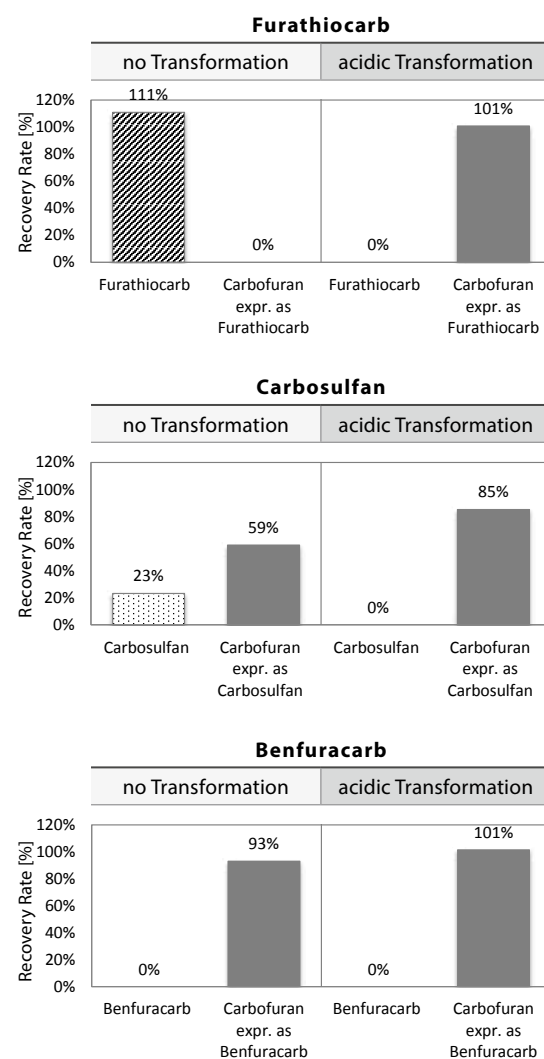 Furathiocarb
no Transformation acidic Transformation
Recovery Rate [%]
120%
100%
80%
60%
40%
20%
0%
111%
0%
0%
101%
Furathiocarb
Carbofuran
expr. as
Furathiocarb
Furathiocarb
Carbofuran
expr. as
Furathiocarb
Carbosulfan
no Transformation acidic Transformation
Recovery Rate [%]
120%
100%
80%
60%
40%
20%
0%
23%
59%
0%
85%
Carbosulfan
Carbofuran
expr. as
Carbosulfan
Carbosulfan
Carbofuran
expr. as
Carbosulfan
Benfuracarb
no Transformation acidic Transformation
Recovery Rate [%]
120%
100%
80%
60%
40%
20%
0%
0%
93%
0%
101%
Benfuracarb
Carbofuran
expr. as
Benfuracarb
Benfuracarb
Carbofuran
expr. as
Benfuracarb